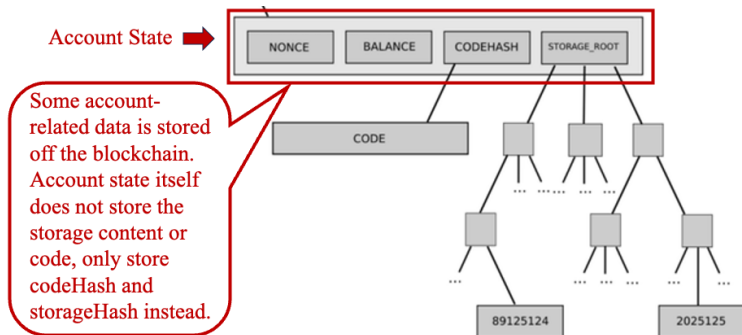 Account State
NONCE
BALANCE
CODEHASH
STORAGE_ROOT
Some account-
related data is stored
off the blockchain.
Account state itself
does not store the
storage content or
code, only store
codeHash and
storageHash instead.
CODE
... ... ... ...
... ... ... ... ... ...
89125124
2025125